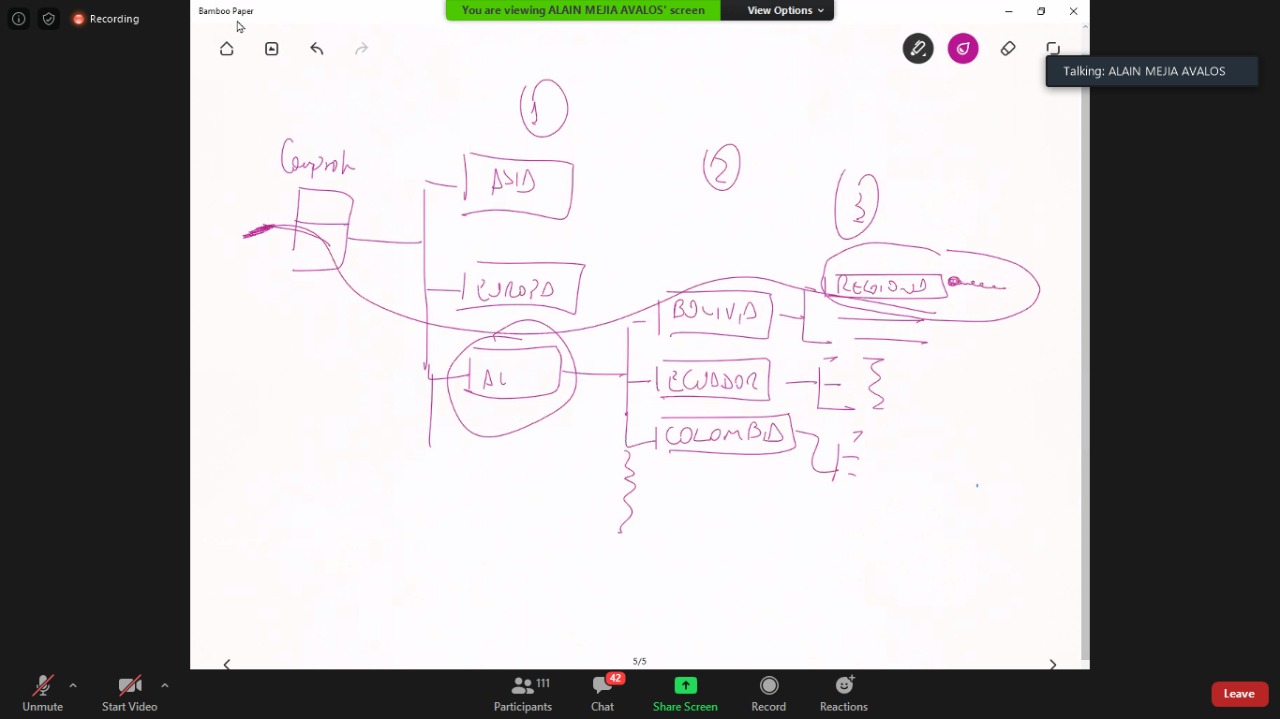 Bamboo Paper
You are viewing ALAIN MEJIA AVALOS' screen
View Options
Recording
Talking: ALAIN MEJIA AVALOS
1
2
3
ASIA
EUROPA
AL
BOLIVIA
ECUADOR
COLOMBIA
REGIONA
5/5
Unmute
Start Video
Participants
111
Chat
42
Share Screen
Record
Reactions
Leave